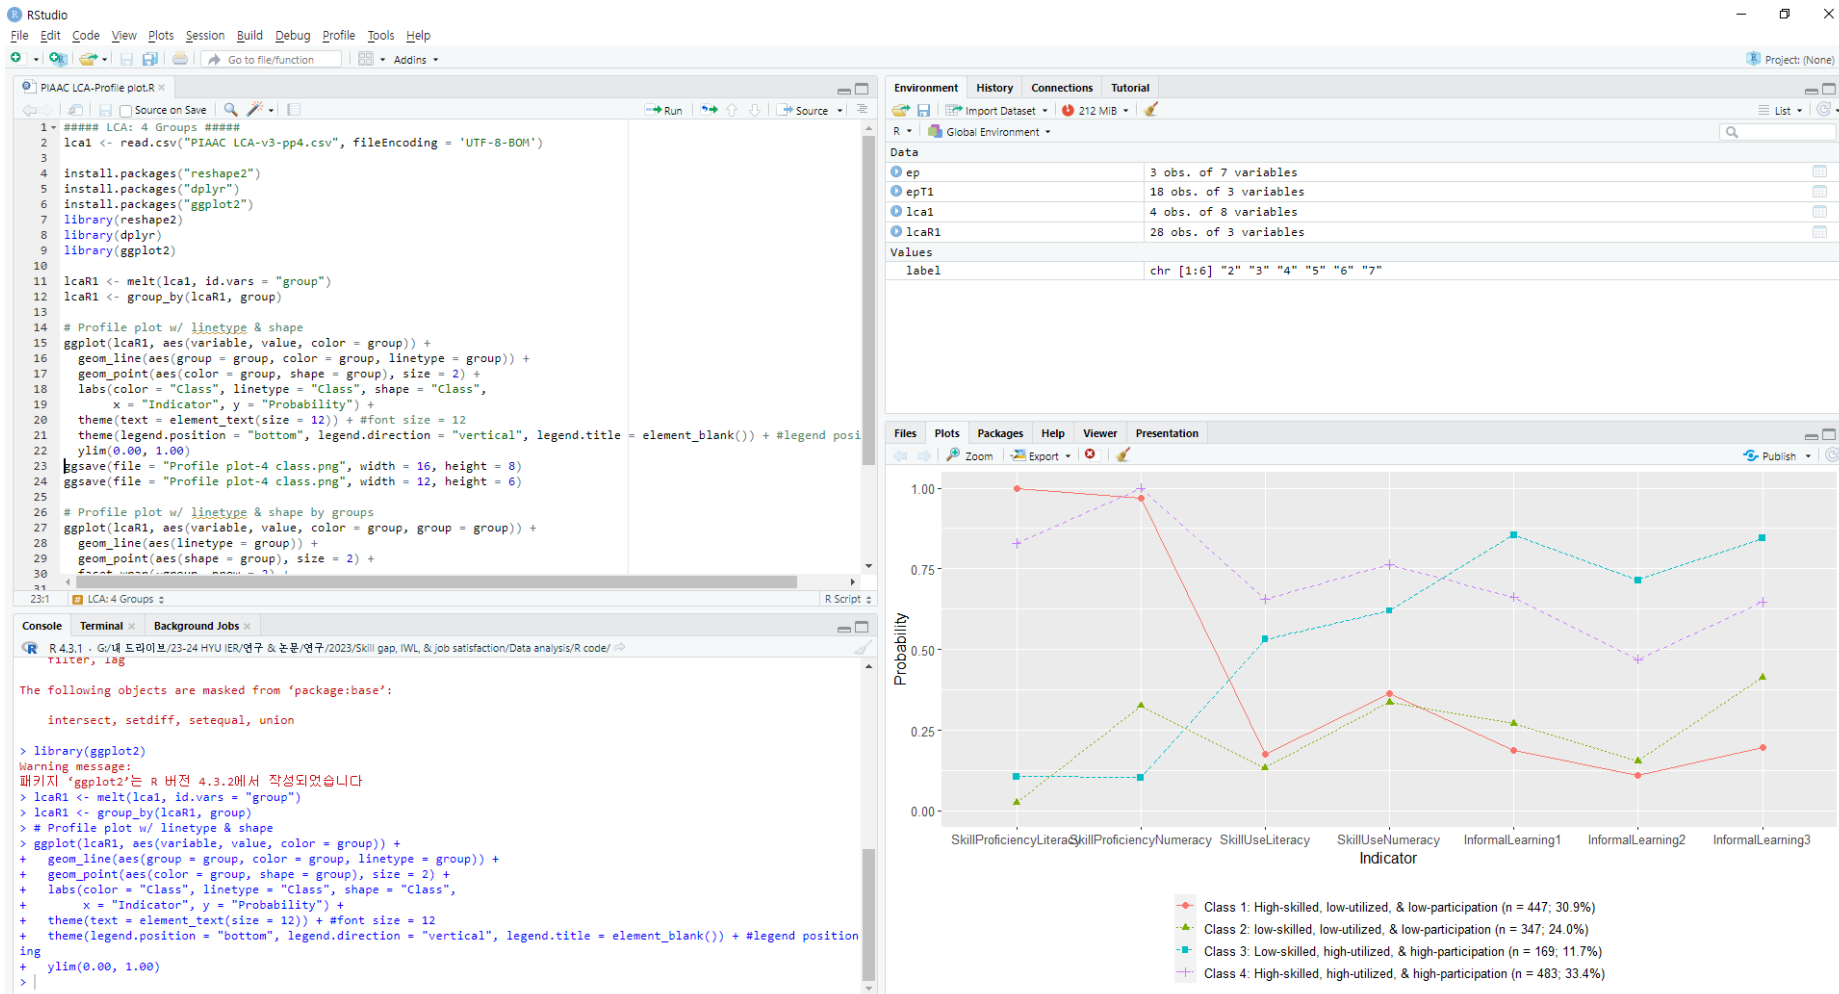 RStudio
File Edit Code View Plots Session Build Debug Profile Tools Help
Go to file/function Addins Project: (None)
PIAAC LCA-Profile plot.R
Source on Save Run Source
1 ##### LCA: 4 Groups #####
2 lca1 <- read.csv("PIAAC LCA-v3-pp4.csv", fileEncoding = 'UTF-8-BOM')
3
4 install.packages("reshape2")
5 install.packages("dplyr")
6 install.packages("ggplot2")
7 library(reshape2)
8 library(dplyr)
9 library(ggplot2)
10
11 lcaR1 <- melt(lca1, id.vars = "group")
12 lcaR1 <- group_by(lcaR1, group)
13
14 # Profile plot w/ linetype & shape
15 ggplot(lcaR1, aes(variable, value, color = group)) +
16 geom_line(aes(group = group, color = group, linetype = group)) +
17 geom_point(aes(color = group, shape = group), size = 2) +
18 labs(color = "Class", linetype = "Class", shape = "Class",
19 x = "Indicator", y = "Probability") +
20 theme(text = element_text(size = 12)) + #font size = 12
21 theme(legend.position = "bottom", legend.direction = "vertical", legend.title = element_blank()) + #legend posi
22 ylim(0.00, 1.00)
23 ggsave(file = "Profile plot-4 class.png", width = 16, height = 8)
24 ggsave(file = "Profile plot-4 class.png", width = 12, height = 6)
25
26 # Profile plot w/ linetype & shape by groups
27 ggplot(lcaR1, aes(variable, value, color = group, group = group)) +
28 geom_line(aes(linetype = group)) +
29 geom_point(aes(shape = group), size = 2) +
30 facet_wrap(~group, nrow = 2) +
31
23:1 LCA: 4 Groups R Script
Console Terminal Background Jobs
R 4.3.1 · G:/내 드라이브/23-24 HYU IER/연구 & 논문/연구/2023/Skill gap, IWL, & job satisfaction/Data analysis/R code/
filter, lag
The following objects are masked from ‘package:base’:
intersect, setdiff, setequal, union
> library(ggplot2)
Warning message:
패키지 ‘ggplot2’는 R 버전 4.3.2에서 작성되었습니다
> lcaR1 <- melt(lca1, id.vars = "group")
> lcaR1 <- group_by(lcaR1, group)
> # Profile plot w/ linetype & shape
> ggplot(lcaR1, aes(variable, value, color = group)) +
+ geom_line(aes(group = group, color = group, linetype = group)) +
+ geom_point(aes(color = group, shape = group), size = 2) +
+ labs(color = "Class", linetype = "Class", shape = "Class",
+ x = "Indicator", y = "Probability") +
+ theme(text = element_text(size = 12)) + #font size = 12
+ theme(legend.position = "bottom", legend.direction = "vertical", legend.title = element_blank()) + #legend position
ing
+ ylim(0.00, 1.00)
>
Environment History Connections Tutorial
Import Dataset 212 MiB List
R Global Environment
Data
ep 3 obs. of 7 variables
epT1 18 obs. of 3 variables
lca1 4 obs. of 8 variables
lcaR1 28 obs. of 3 variables
Values
label chr [1:6] "2" "3" "4" "5" "6" "7"
Files Plots Packages Help Viewer Presentation
Zoom Export Publish
1.00
0.75
0.50
0.25
0.00
Probability
SkillProficiencyLiteracy SkillProficiencyNumeracy SkillUseLiteracy SkillUseNumeracy InformalLearning1 InformalLearning2 InformalLearning3
Indicator
Class 1: High-skilled, low-utilized, & low-participation (n = 447; 30.9%)
Class 2: low-skilled, low-utilized, & low-participation (n = 347; 24.0%)
Class 3: Low-skilled, high-utilized, & high-participation (n = 169; 11.7%)
Class 4: High-skilled, high-utilized, & high-participation (n = 483; 33.4%)